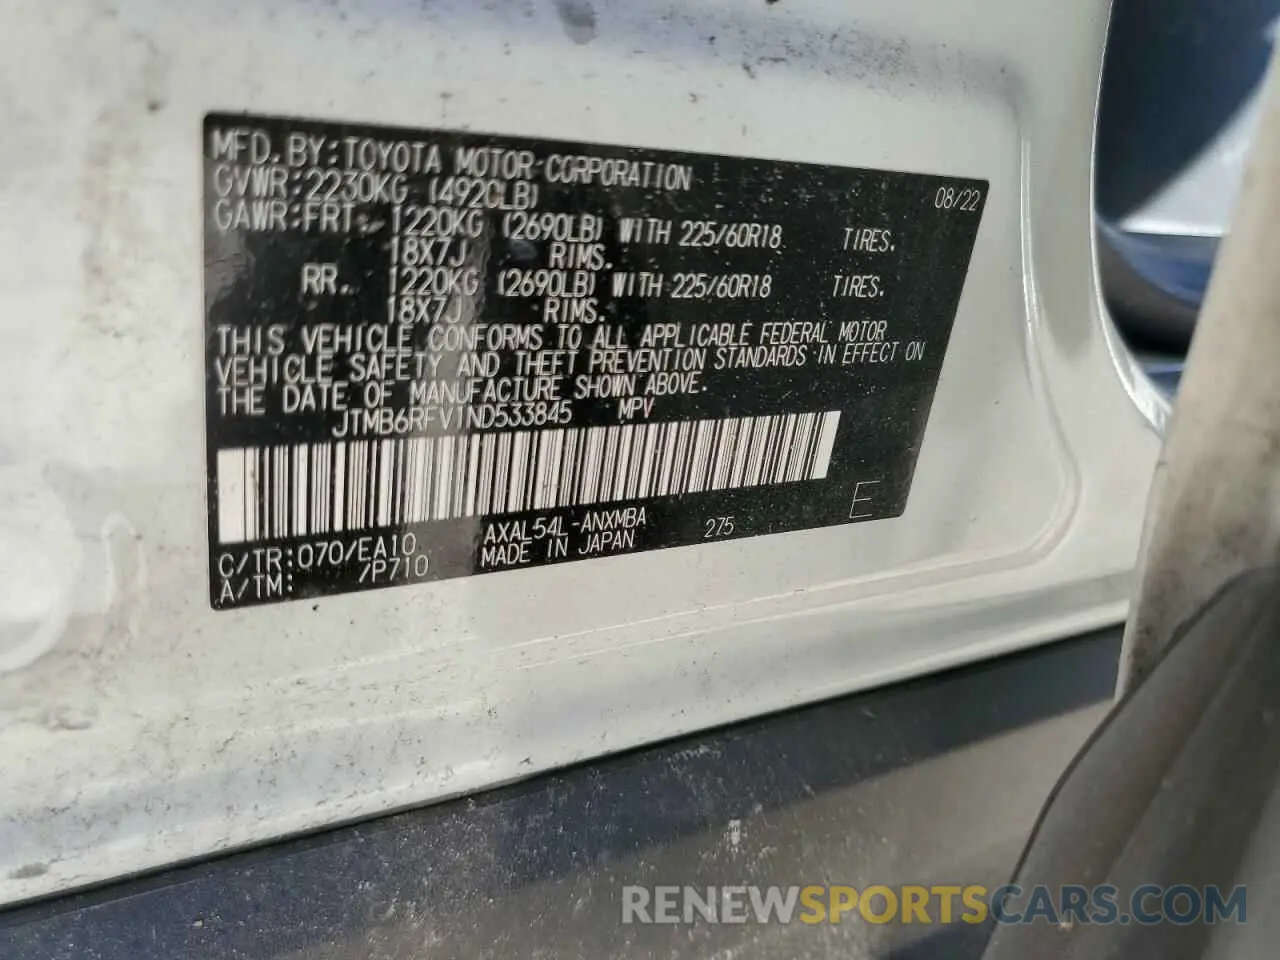 MFD.BY:TOYOTA MOTOR CORPORATION 08/22
GVWR:2230KG (4920LB)
GAWR:FRT. 1220KG (2690LB) WITH 225/60R18 TIRES.
18X7J RIMS.
RR. 1220KG (2690LB) WITH 225/60R18 TIRES.
18X7J RIMS.
THIS VEHICLE CONFORMS TO ALL APPLICABLE FEDERAL MOTOR
VEHICLE SAFETY AND THEFT PREVENTION STANDARDS IN EFFECT ON
THE DATE OF MANUFACTURE SHOWN ABOVE.
JTMB6RFV1ND533845 MPV
C/TR:070/EA10 AXAL54L-ANXMBA 275 E
A/TM: /P710 MADE IN JAPAN
RENEWSPORTSCARS.COM